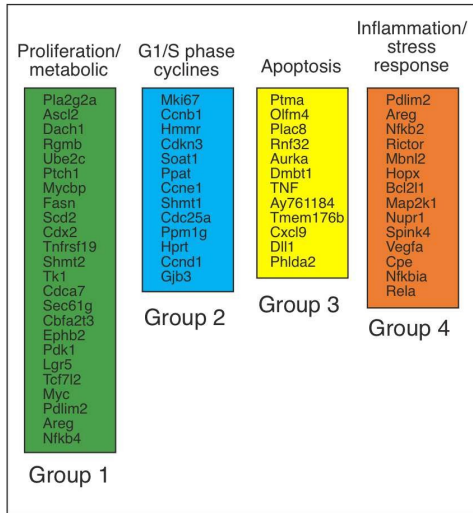 Proliferation/
metabolic
Pla2g2a
Ascl2
Dach1
Rgmb
Ube2c
Ptch1
Mycbp
Fasn
Scd2
Cdx2
Tnfrsf19
Shmt2
Tk1
Cdca7
Sec61g
Cbfa2t3
Ephb2
Pdk1
Lgr5
Tcf7l2
Myc
Pdlim2
Areg
Nfkb4
Group 1
G1/S phase
cyclines
Mki67
Ccnb1
Hmmr
Cdkn3
Soat1
Ppat
Ccne1
Shmt1
Cdc25a
Ppm1g
Hprt
Ccnd1
Gjb3
Group 2
Apoptosis
Ptma
Olfm4
Plac8
Rnf32
Aurka
Dmbt1
TNF
Ay761184
Tmem176b
Cxcl9
Dll1
Phlda2
Group 3
Inflammation/
stress
response
Pdlim2
Areg
Nfkb2
Rictor
Mbnl2
Hopx
Bcl2l1
Map2k1
Nupr1
Spink4
Vegfa
Cpe
Nfkbia
Rela
Group 4